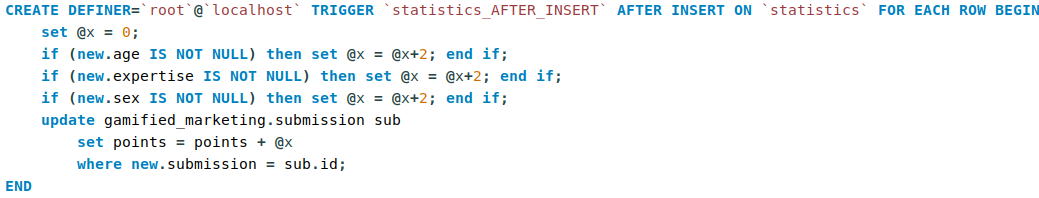 CREATE DEFINER=`root`@`localhost` TRIGGER `statistics_AFTER_INSERT` AFTER INSERT ON `statistics` FOR EACH ROW BEGIN
    set @x = 0;
    if (new.age IS NOT NULL) then set @x = @x+2; end if;
    if (new.expertise IS NOT NULL) then set @x = @x+2; end if;
    if (new.sex IS NOT NULL) then set @x = @x+2; end if;
    update gamified_marketing.submission sub
        set points = points + @x
        where new.submission = sub.id;
END